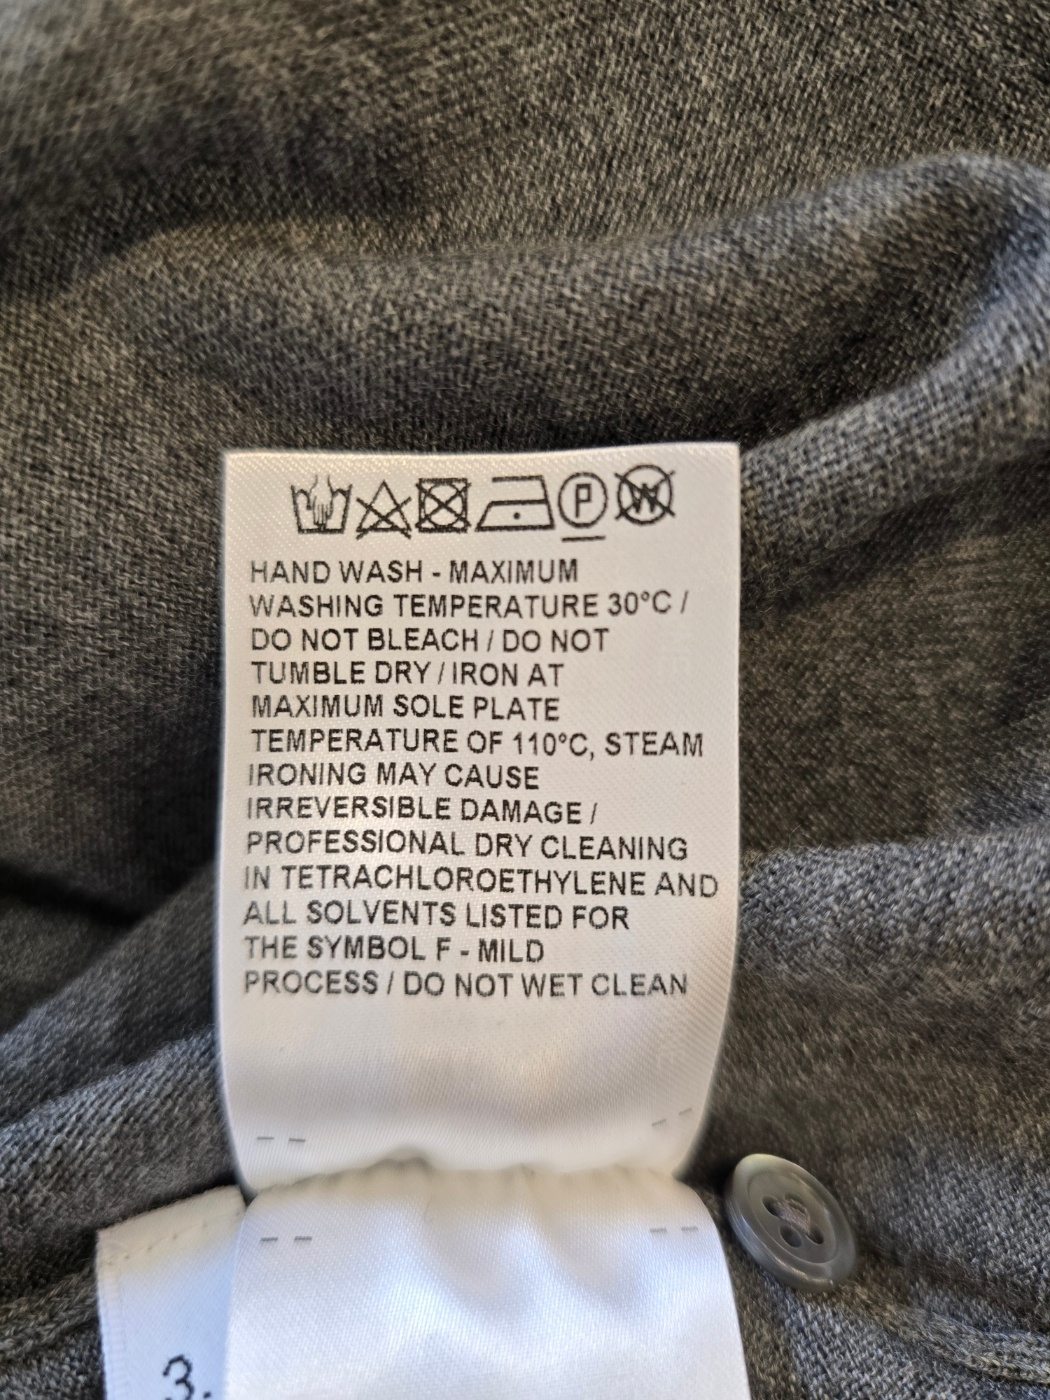 P W
HAND WASH - MAXIMUM
WASHING TEMPERATURE 30°C /
DO NOT BLEACH / DO NOT
TUMBLE DRY / IRON AT
MAXIMUM SOLE PLATE
TEMPERATURE OF 110°C, STEAM
IRONING MAY CAUSE
IRREVERSIBLE DAMAGE /
PROFESSIONAL DRY CLEANING
IN TETRACHLOROETHYLENE AND
ALL SOLVENTS LISTED FOR
THE SYMBOL F - MILD
PROCESS / DO NOT WET CLEAN
3.